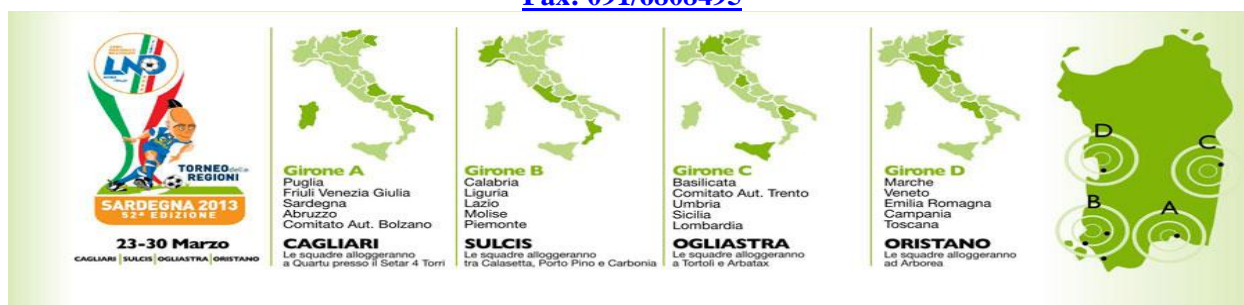 Fax: 091/6808495
LND
TORNEO delle
REGIONI
SARDEGNA 2013
52ª EDIZIONE
23-30 Marzo
CAGLIARI | SULCIS | OGLIASTRA | ORISTANO
Girone A
Puglia
Friuli Venezia Giulia
Sardegna
Abruzzo
Comitato Aut. Bolzano
CAGLIARI
Le squadre alloggeranno
a Quartu presso il Setar 4 Torri
Girone B
Calabria
Liguria
Lazio
Molise
Piemonte
SULCIS
Le squadre alloggeranno
tra Calasetta, Porto Pino e Carbonia
Girone C
Basilicata
Comitato Aut. Trento
Umbria
Sicilia
Lombardia
OGLIASTRA
Le squadre alloggeranno
a Tortolì e Arbatax
Girone D
Marche
Veneto
Emilia Romagna
Campania
Toscana
ORISTANO
Le squadre alloggeranno
ad Arborea
D
C
B
A